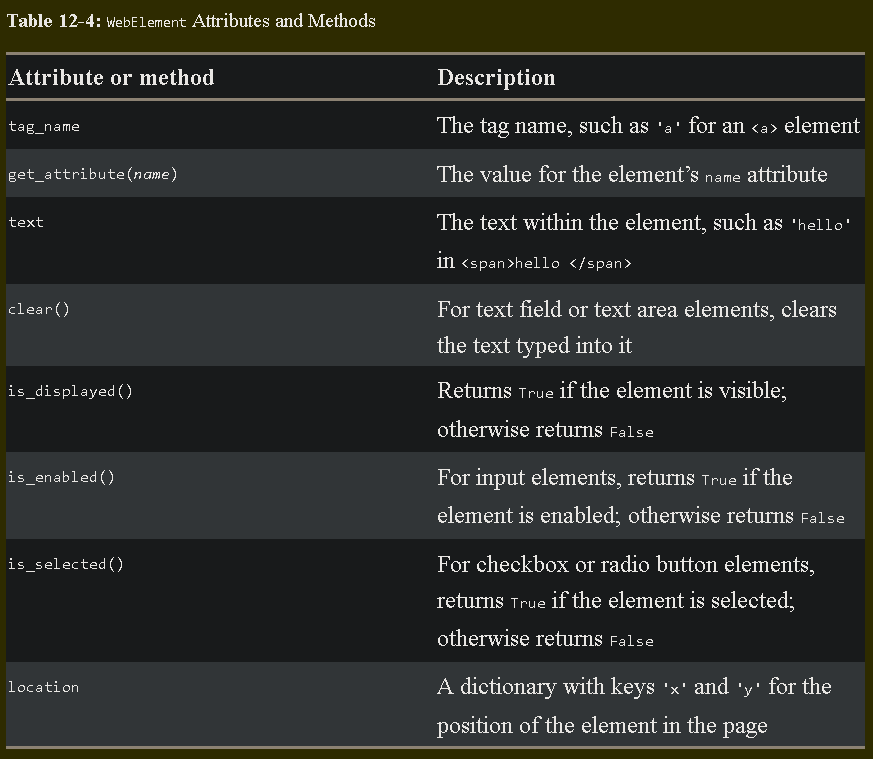 Table 12-4: WebElement Attributes and Methods
Attribute or method Description
tag_name The tag name, such as 'a' for an <a> element
get_attribute(name) The value for the element’s name attribute
text The text within the element, such as 'hello'
in <span>hello </span>
clear() For text field or text area elements, clears
the text typed into it
is_displayed() Returns True if the element is visible;
otherwise returns False
is_enabled() For input elements, returns True if the
element is enabled; otherwise returns False
is_selected() For checkbox or radio button elements,
returns True if the element is selected;
otherwise returns False
location A dictionary with keys 'x' and 'y' for the
position of the element in the page